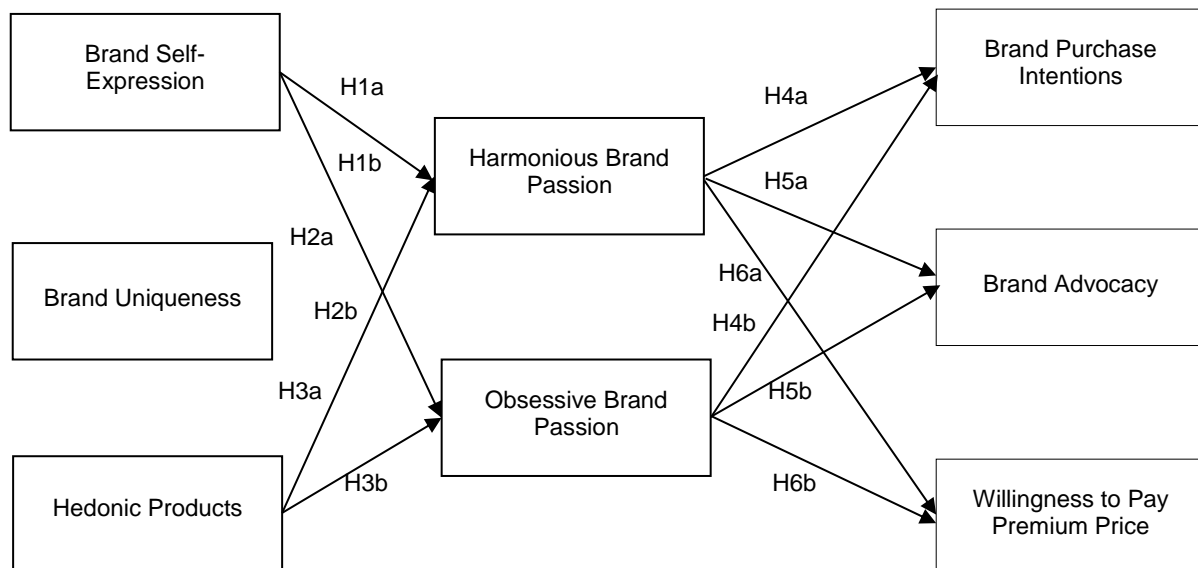 Brand Self-
Expression
Brand Uniqueness
Hedonic Products
H1a
H1b
H2a
H2b
H3a
H3b
Harmonious Brand
Passion
Obsessive Brand
Passion
H4a
H5a
H6a
H4b
H5b
H6b
Brand Purchase
Intentions
Brand Advocacy
Willingness to Pay
Premium Price